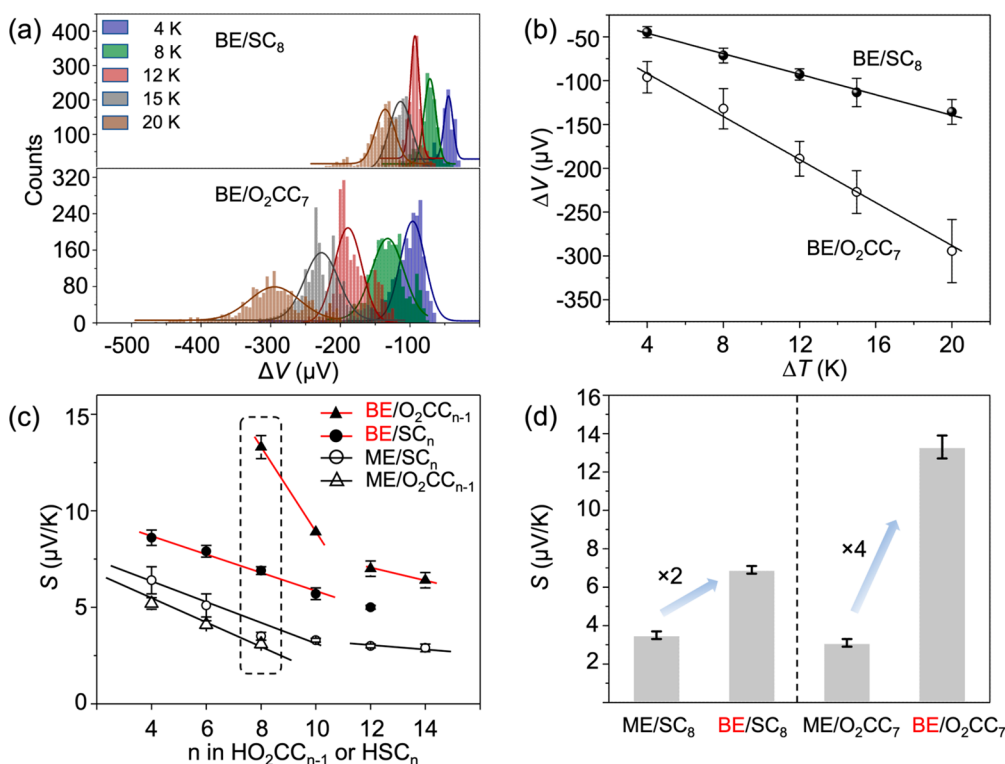 (a)
4 K
8 K
12 K
15 K
20 K
BE/SC₈
400
300
200
100
BE/O₂CC₇
320
240
160
80
0
Counts
-500
-400
-300
-200
-100
ΔV (μV)
(b)
-50
-100
-150
-200
-250
-300
-350
ΔV (μV)
BE/SC₈
BE/O₂CC₇
4
8
12
16
20
ΔT (K)
(c)
15
10
5
0
S (μV/K)
BE/O₂CCₙ₋₁
BE/SCₙ
ME/SCₙ
ME/O₂CCₙ₋₁
4
6
8
10
12
14
n in HO₂CCₙ₋₁ or HSCₙ
(d)
16
14
12
10
8
6
4
2
S (μV/K)
×2
×4
ME/SC₈
BE/SC₈
ME/O₂CC₇
BE/O₂CC₇